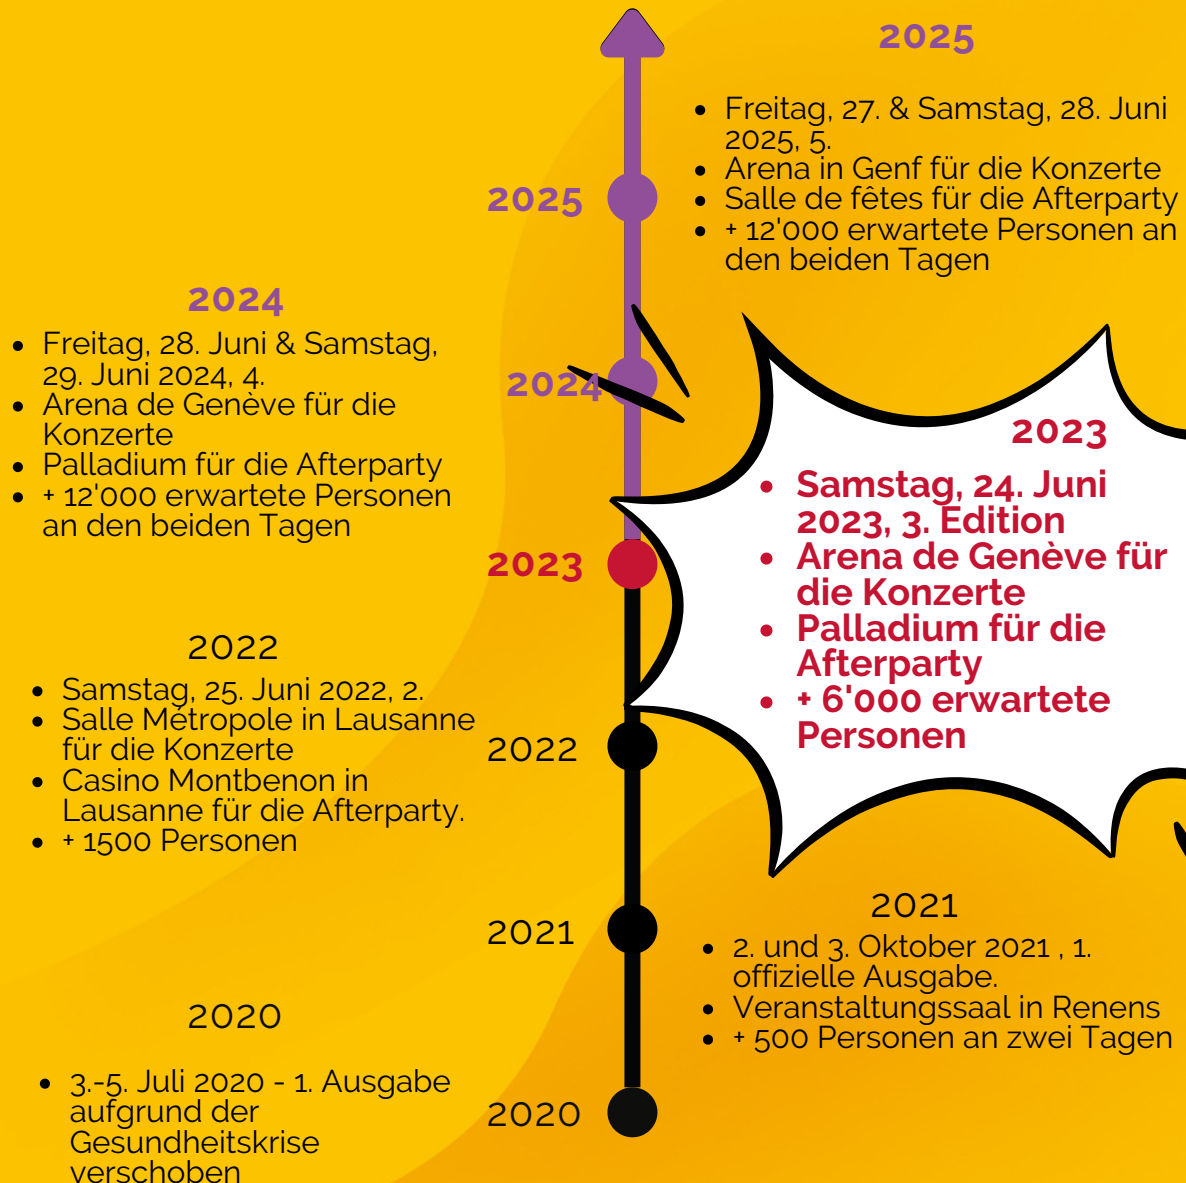 2025
Freitag, 27. & Samstag, 28. Juni
2025, 5.
Arena in Genf für die Konzerte
Salle de fêtes für die Afterparty
+ 12'000 erwartete Personen an
den beiden Tagen
2025
2024
Freitag, 28. Juni & Samstag,
29. Juni 2024, 4.
Arena de Genève für die
Konzerte
Palladium für die Afterparty
+ 12'000 erwartete Personen
an den beiden Tagen
2024
2023
Samstag, 24. Juni
2023, 3. Edition
Arena de Genève für
die Konzerte
Palladium für die
Afterparty
+ 6'000 erwartete
Personen
2023
2022
Samstag, 25. Juni 2022, 2.
Salle Métropole in Lausanne
für die Konzerte
Casino Montbenon in
Lausanne für die Afterparty.
+ 1500 Personen
2022
2021
2. und 3. Oktober 2021 , 1.
offizielle Ausgabe.
Veranstaltungssaal in Renens
+ 500 Personen an zwei Tagen
2021
2020
3.-5. Juli 2020 - 1. Ausgabe
aufgrund der
Gesundheitskrise
verschoben
2020